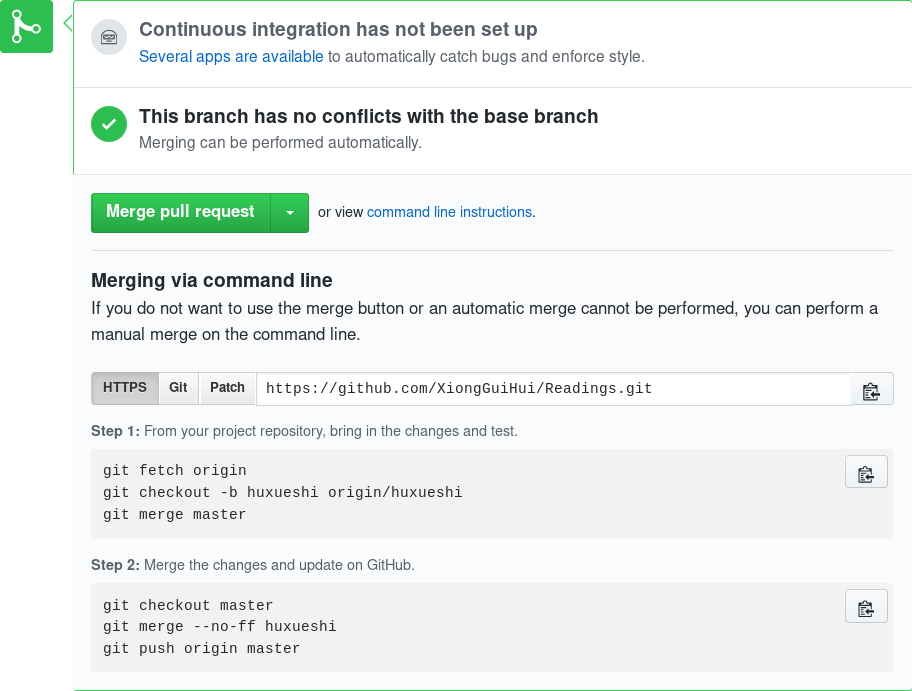 Continuous integration has not been set up
Several apps are available to automatically catch bugs and enforce style.
This branch has no conflicts with the base branch
Merging can be performed automatically.
Merge pull request or view command line instructions.
Merging via command line
If you do not want to use the merge button or an automatic merge cannot be performed, you can perform a
manual merge on the command line.
HTTPS Git Patch https://github.com/XiongGuiHui/Readings.git
Step 1: From your project repository, bring in the changes and test.
git fetch origin
git checkout -b huxueshi origin/huxueshi
git merge master
Step 2: Merge the changes and update on GitHub.
git checkout master
git merge --no-ff huxueshi
git push origin master